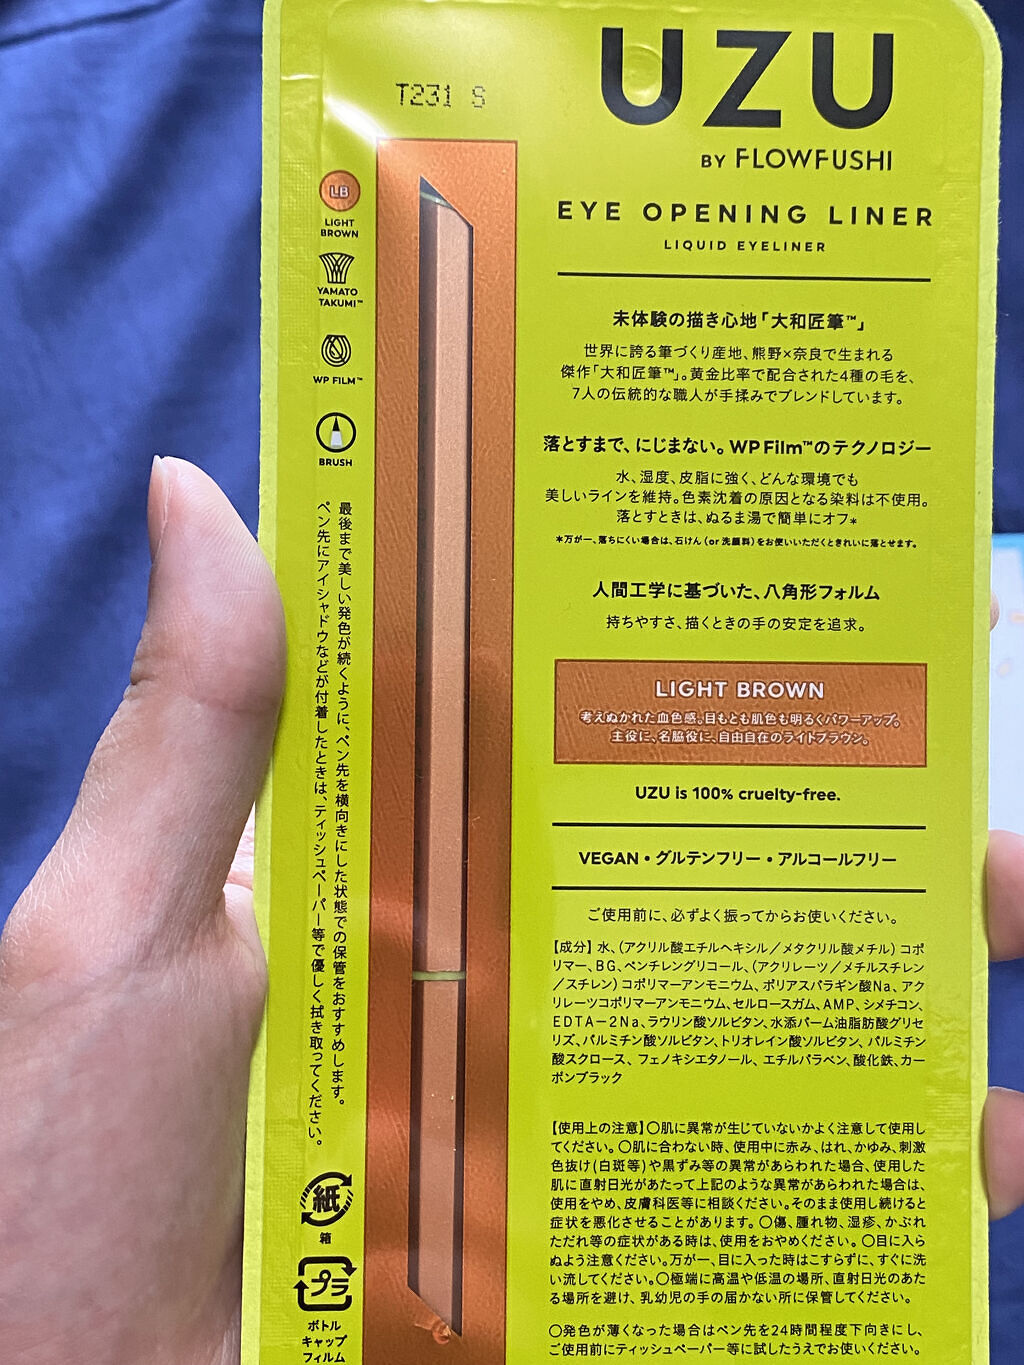 T231 S
UZU
BY FLOWFUSHI
EYE OPENING LINER
LIQUID EYELINER
LB
LIGHT
BROWN
YAMATO
TAKUMI™
WP FILM™
BRUSH
最後まで美しい発色が続くように、ペン先を横向きにした状態での保管をおすすめします。
ペン先にアイシャドウなどが付着したときは、ティッシュペーパー等で優しく拭き取ってください。
紙
箱
プラ
ボトル
キャップ
フィルム
未体験の描き心地「大和匠筆™」
世界に誇る筆づくり産地、熊野×奈良で生まれる
傑作「大和匠筆™」。黄金比率で配合された4種の毛を、
7人の伝統的な職人が手揉みでブレンドしています。
落とすまで、にじまない。WP Film™のテクノロジー
水、湿度、皮脂に強く、どんな環境でも
美しいラインを維持。色素沈着の原因となる染料は不使用。
落とすときは、ぬるま湯で簡単にオフ*
*万が一、落ちにくい場合は、石けん（or 洗顔料）をお使いいただくときれいに落とせます。
人間工学に基づいた、八角形フォルム
持ちやすさ、描くときの手の安定を追求。
LIGHT BROWN
考えぬかれた血色感。目もとも肌色も明るくパワーアップ。
主役に、名脇役に、自由自在のライトブラウン。
UZU is 100% cruelty-free.
VEGAN・グルテンフリー・アルコールフリー
ご使用前に、必ずよく振ってからお使いください。
【成分】水、（アクリル酸エチルヘキシル／メタクリル酸メチル）コポ
リマー、BG、ペンチレングリコール、（アクリレーツ／メチルスチレン
／スチレン）コポリマーアンモニウム、ポリアスパラギン酸Na、アク
リレーツコポリマーアンモニウム、セルロースガム、AMP、シメチコン、
EDTA－2Na、ラウリン酸ソルビタン、水添パーム油脂肪酸グリセ
リズ、パルミチン酸ソルビタン、トリオレイン酸ソルビタン、パルミチン
酸スクロース、フェノキシエタノール、エチルパラベン、酸化鉄、カー
ボンブラック
【使用上の注意】〇肌に異常が生じていないかよく注意して使用し
てください。〇肌に合わない時、使用中に赤み、はれ、かゆみ、刺激
色抜け（白斑等）や黒ずみ等の異常があらわれた場合、使用した
肌に直射日光があたって上記のような異常があらわれた場合は、
使用をやめ、皮膚科医等に相談ください。そのまま使用し続けると
症状を悪化させることがあります。〇傷、腫れ物、湿疹、かぶれ
ただれ等の症状がある時は、使用をおやめください。〇目に入ら
ぬよう注意ください。万が一、目に入った時はこすらずに、すぐに洗
い流してください。〇極端に高温や低温の場所、直射日光のあた
る場所を避け、乳幼児の手の届かない所に保管してください。
〇発色が薄くなった場合はペン先を24時間程度下向きにし、
ご使用前にティッシュペーパー等に試したうえでお使いください。